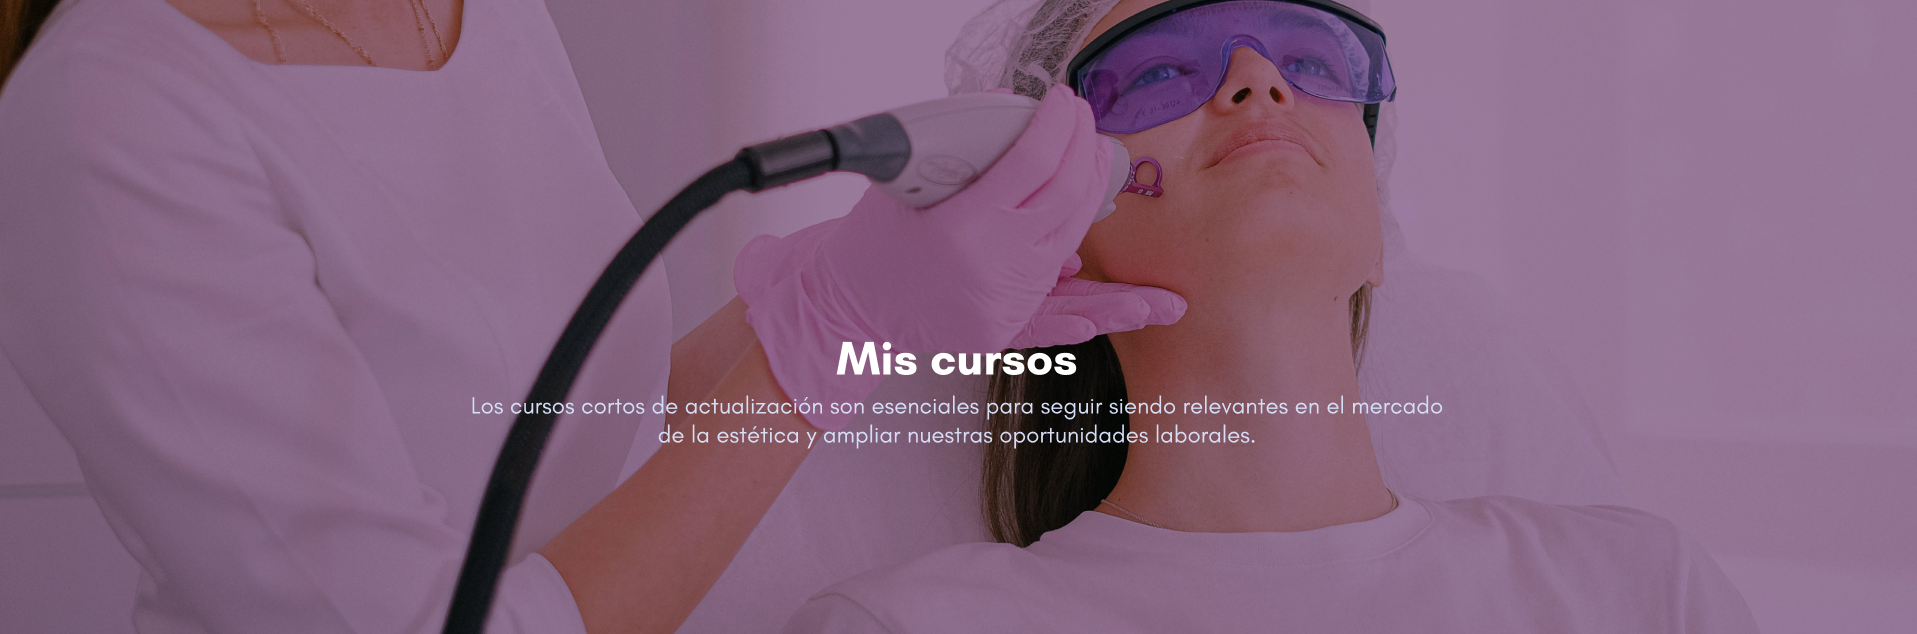 Mis cursos
Los cursos cortos de actualización son esenciales para seguir siendo relevantes en el mercado
de la estética y ampliar nuestras oportunidades laborales.